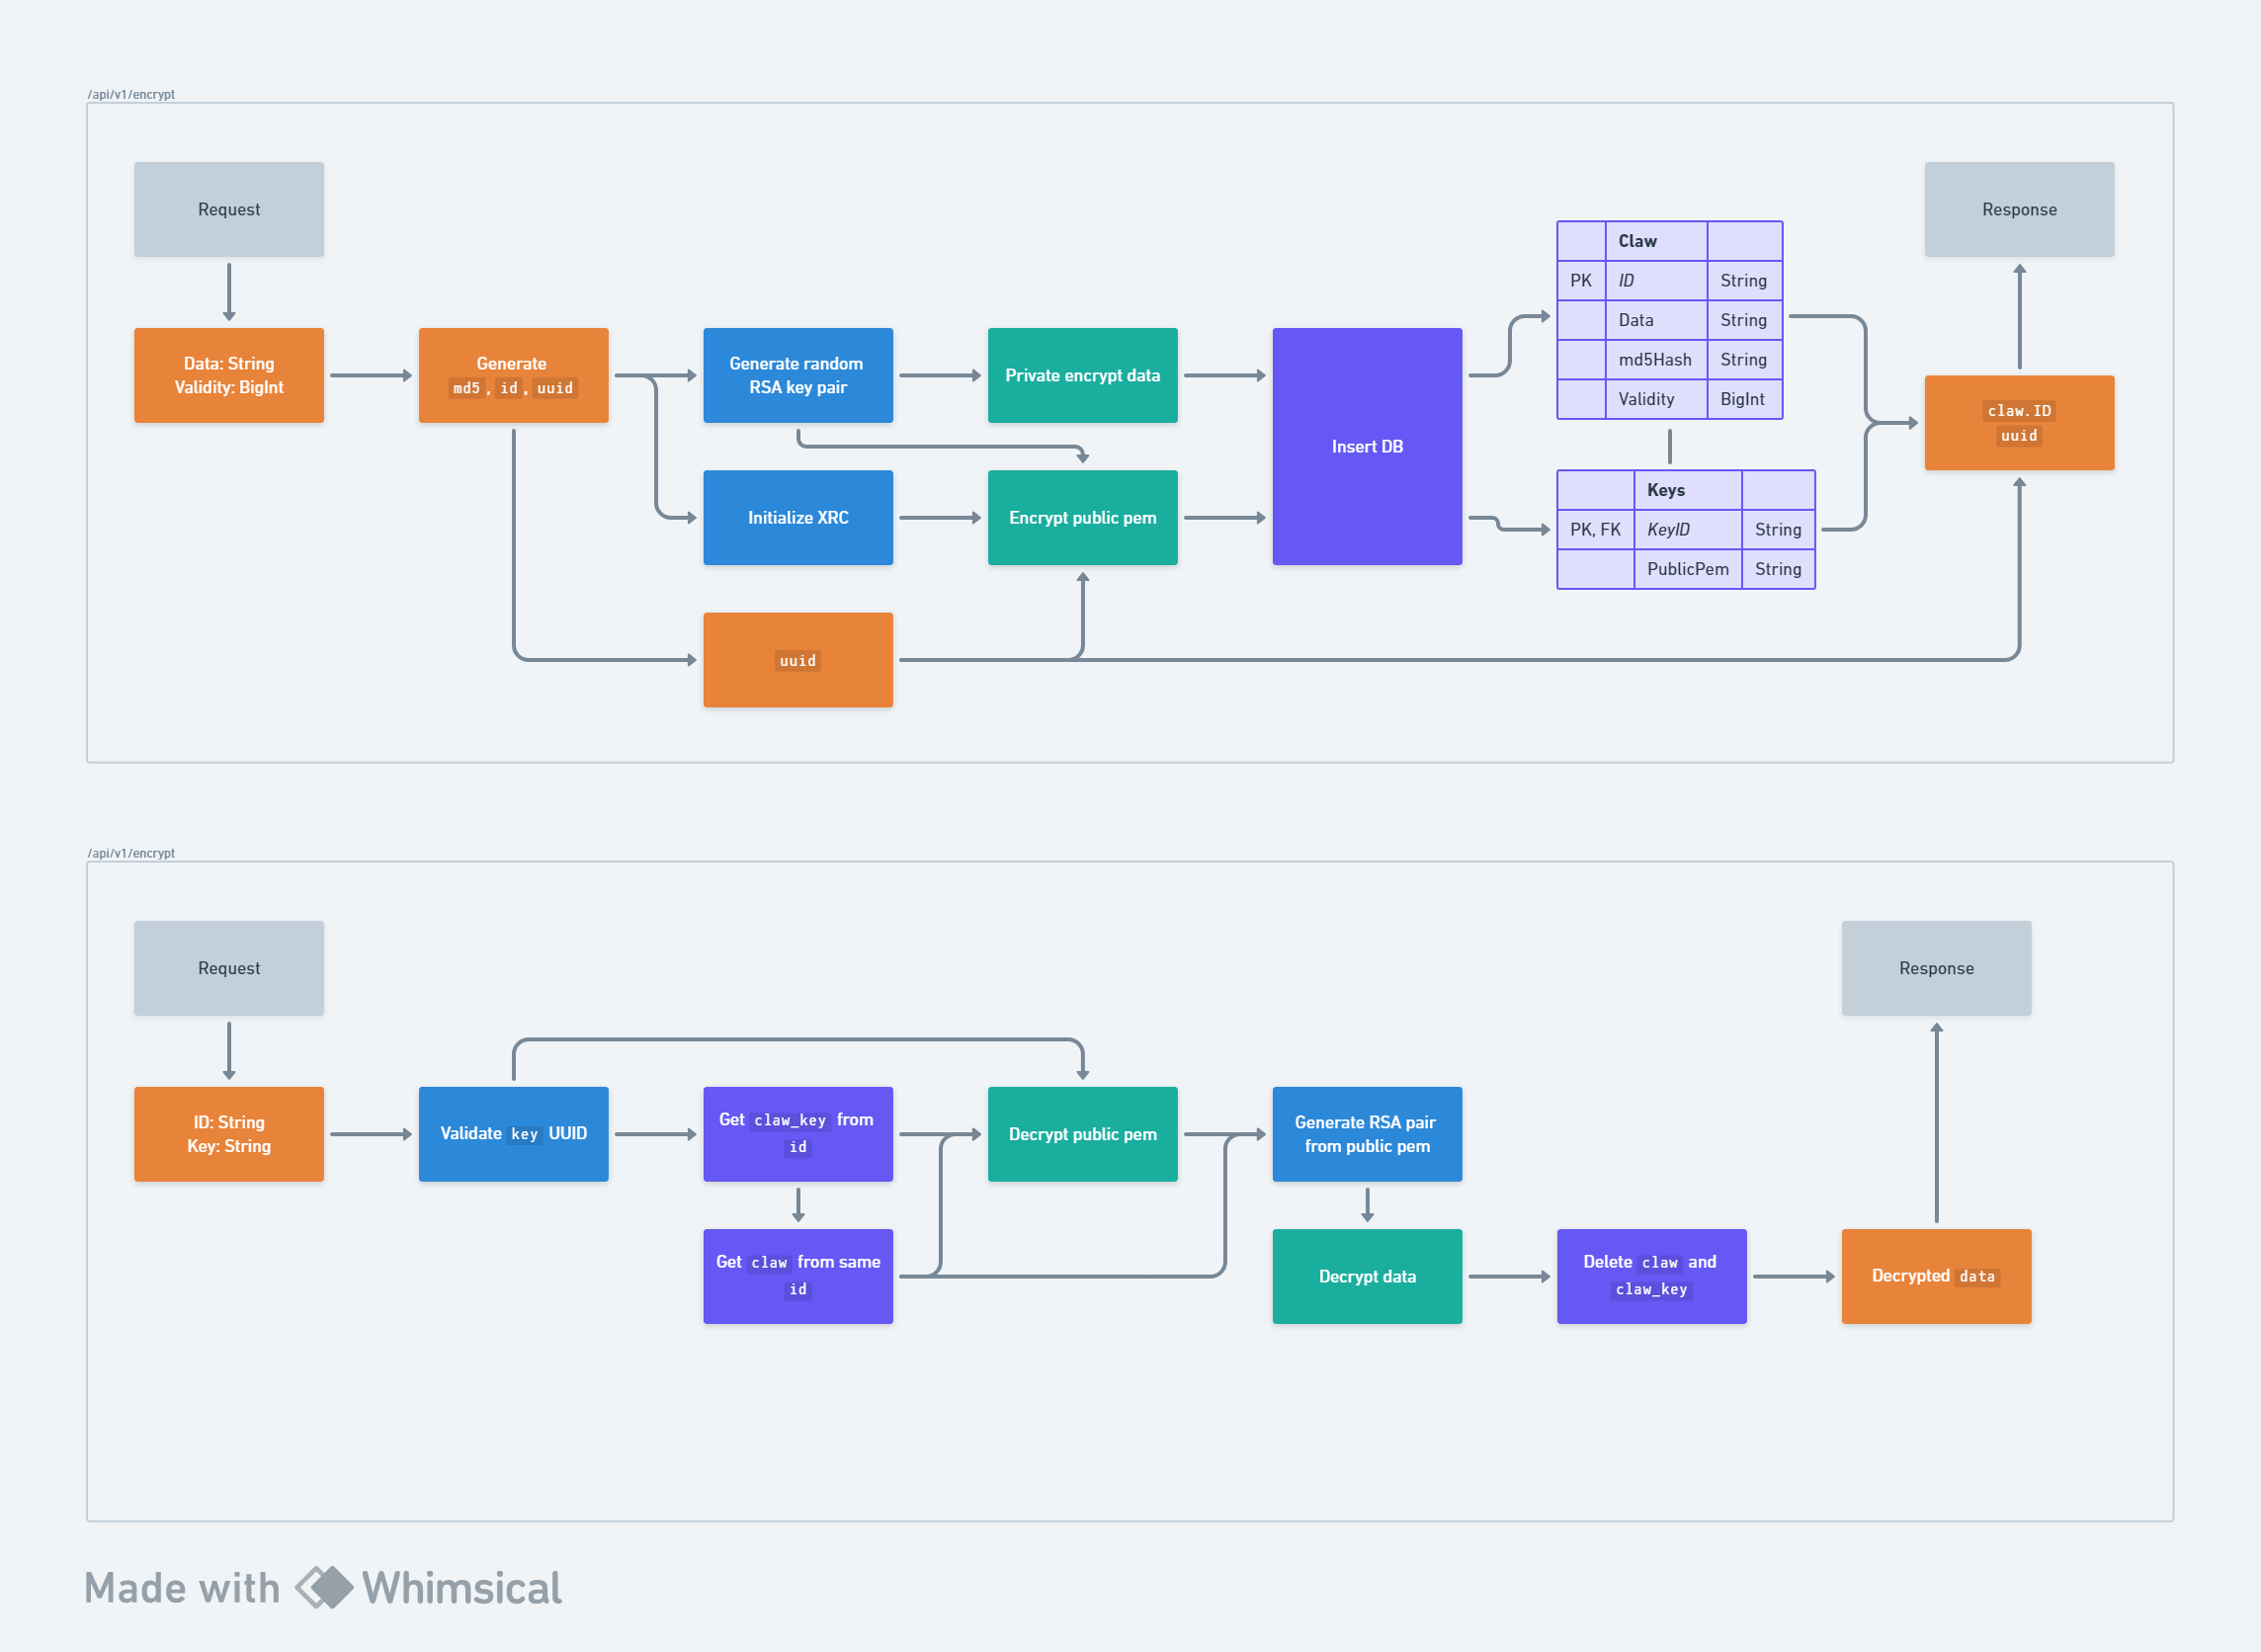 /api/v1/encrypt
Request
Response
Data: String
Validity: BigInt
Generate
md5, id, uuid
Generate random
RSA key pair
Private encrypt data
Initialize XRC
Encrypt public pem
uuid
Insert DB
Claw
PK ID String
Data String
md5Hash String
Validity BigInt
Keys
PK, FK KeyID String
PublicPem String
claw.ID
uuid
/api/v1/encrypt
Request
Response
ID: String
Key: String
Validate key UUID
Get claw_key from
id
Get claw from same
id
Decrypt public pem
Generate RSA pair
from public pem
Decrypt data
Delete claw and
claw_key
Decrypted data
Made with Whimsical